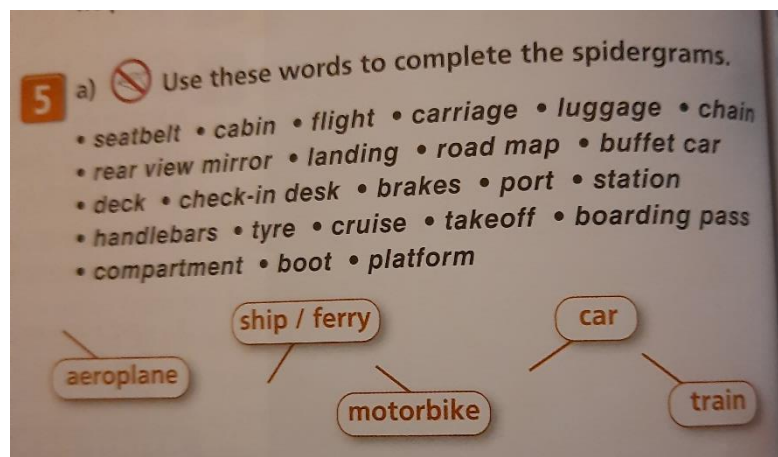 5 a) Use these words to complete the spidergrams.
• seatbelt • cabin • flight • carriage • luggage • chain
• rear view mirror • landing • road map • buffet car
• deck • check-in desk • brakes • port • station
• handlebars • tyre • cruise • takeoff • boarding pass
• compartment • boot • platform
ship / ferry
car
aeroplane
motorbike
train